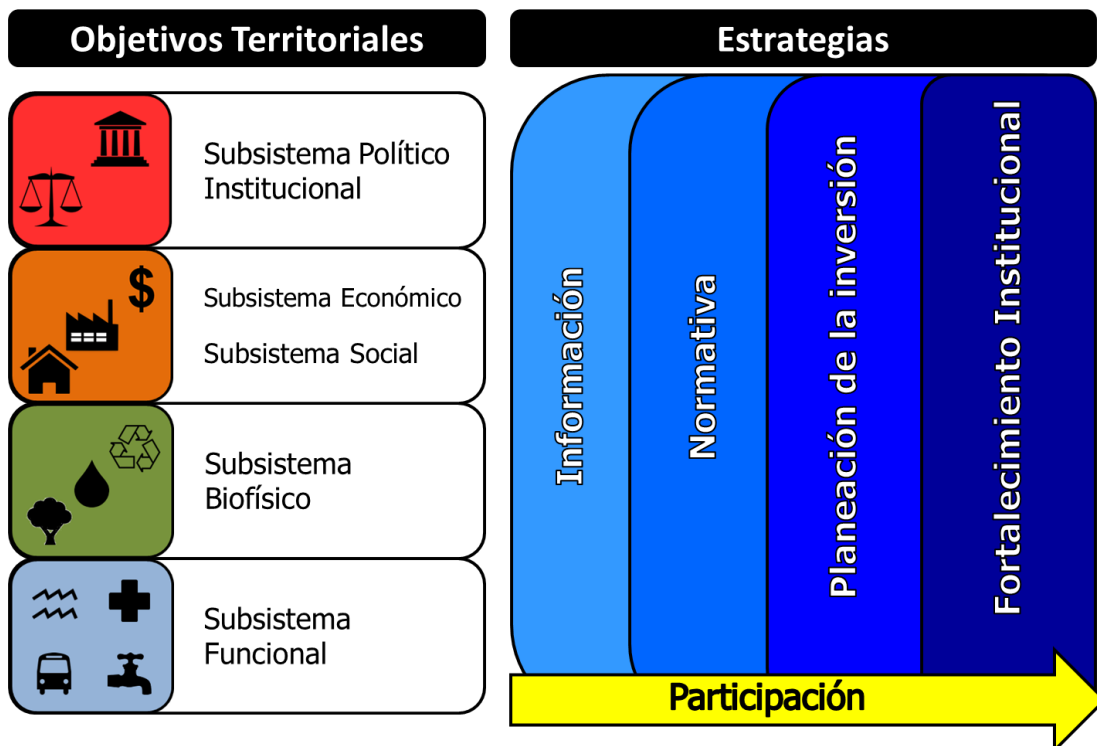 Objetivos Territoriales
Subsistema Político
Institucional
$
Subsistema Económico
Subsistema Social
Subsistema
Biofísico
Subsistema
Funcional
Estrategias
Información
Normativa
Planeación de la inversión
Fortalecimiento Institucional
Participación